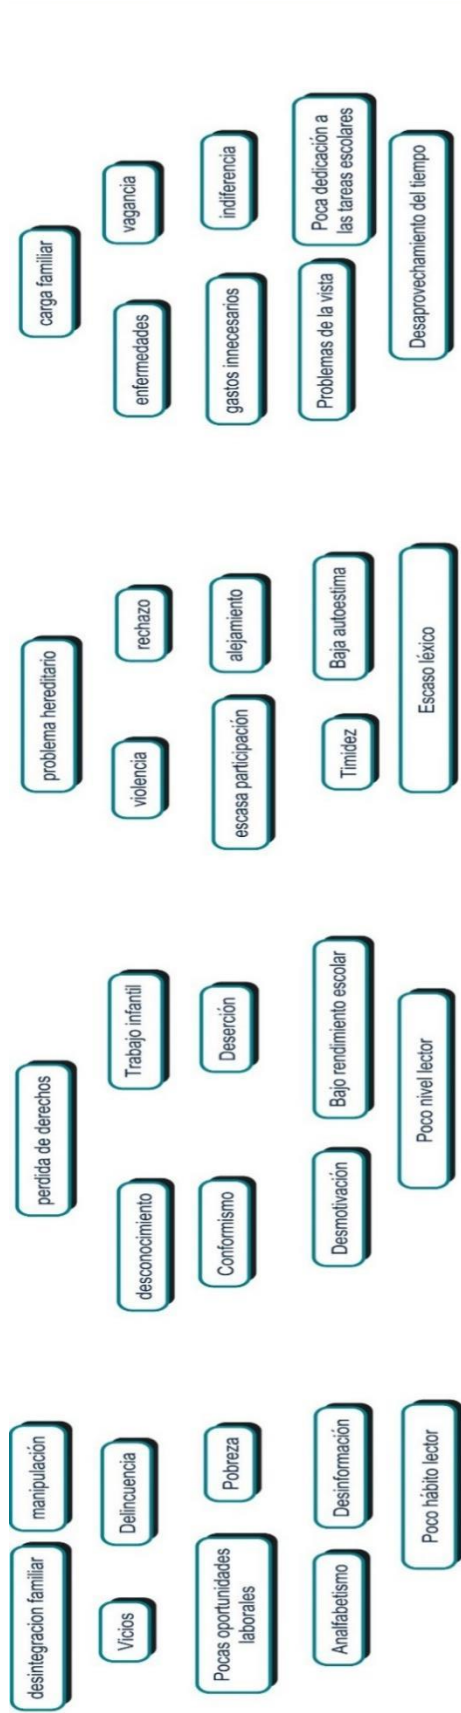 desintegracion familiar
manipulación
perdida de derechos
problema hereditario
carga familiar
Vicios
Delincuencia
desconocimiento
Trabajo infantil
violencia
rechazo
enfermedades
vagancia
Pocas oportunidades
laborales
Pobreza
Conformismo
Deserción
escasa participación
alejamiento
gastos innecesarios
indiferencia
Analfabetismo
Desinformación
Desmotivación
Bajo rendimiento escolar
Timidez
Baja autoestima
Problemas de la vista
Poca dedicación a
las tareas escolares
Poco hábito lector
Poco nivel lector
Escaso léxico
Desaprovechamiento del tiempo